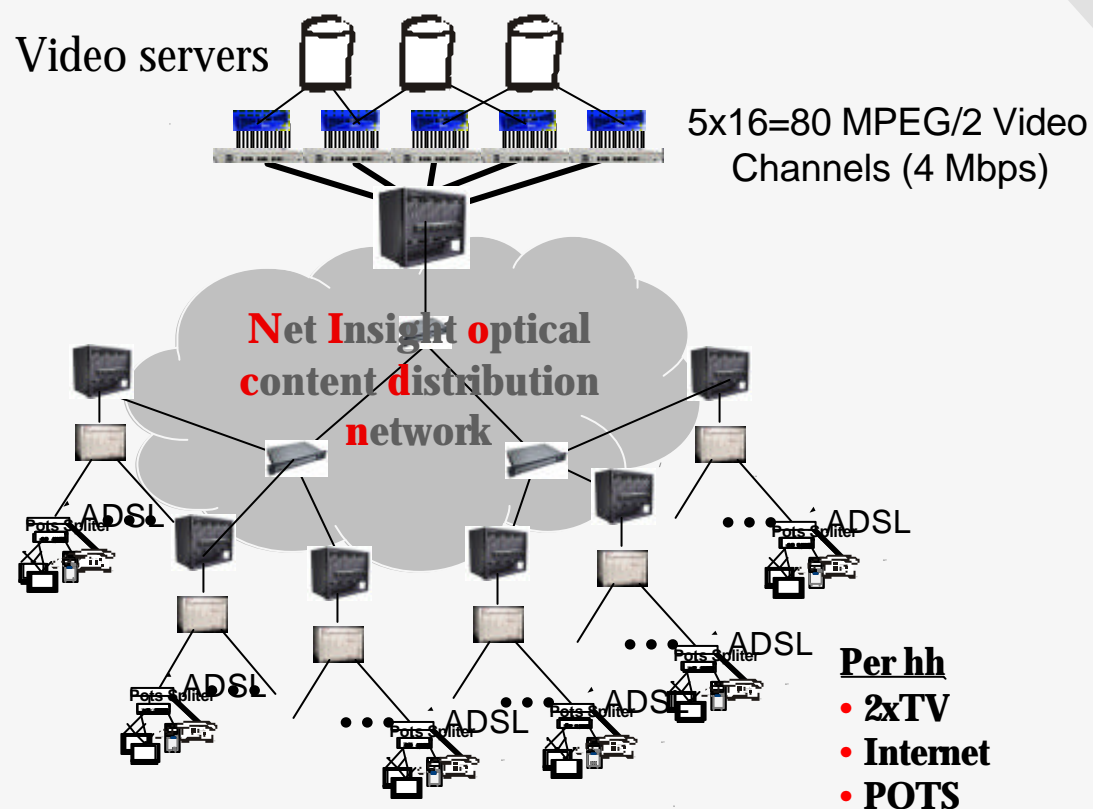 Video servers
5x16=80 MPEG/2 Video
Channels (4 Mbps)
Net Insight optical
content distribution
network
Pots Spliter
ADSL
Pots Spliter
ADSL
Pots Spliter
ADSL
Pots Spliter
ADSL
Pots Spliter
ADSL
Pots Spliter
ADSL
Per hh
• 2xTV
• Internet
• POTS